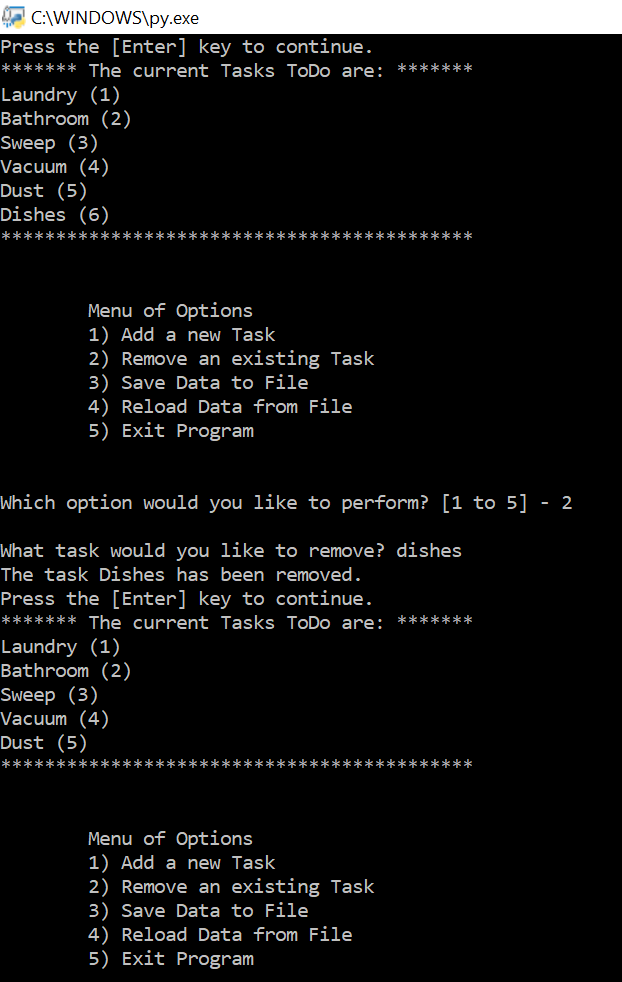 C:\WINDOWS\py.exe
Press the [Enter] key to continue.
******* The current Tasks ToDo are: *******
Laundry (1)
Bathroom (2)
Sweep (3)
Vacuum (4)
Dust (5)
Dishes (6)
*******************************************
Menu of Options
1) Add a new Task
2) Remove an existing Task
3) Save Data to File
4) Reload Data from File
5) Exit Program
Which option would you like to perform? [1 to 5] - 2
What task would you like to remove? dishes
The task Dishes has been removed.
Press the [Enter] key to continue.
******* The current Tasks ToDo are: *******
Laundry (1)
Bathroom (2)
Sweep (3)
Vacuum (4)
Dust (5)
*******************************************
Menu of Options
1) Add a new Task
2) Remove an existing Task
3) Save Data to File
4) Reload Data from File
5) Exit Program